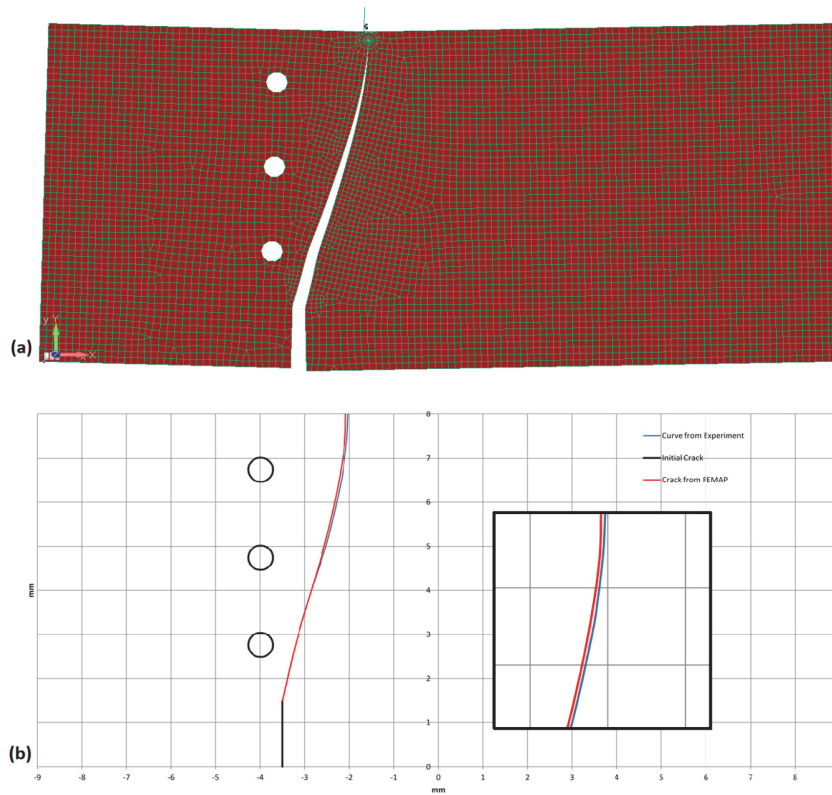 G
Y
y
X
(a)
8
Curve from Experiment
7
Initial Crack
Crack from FEMAP
6
5
mm
4
3
2
1
(b)
0
-9 -8 -7 -6 -5 -4 -3 -2 -1 0 1 2 3 4 5 6 7 8
mm